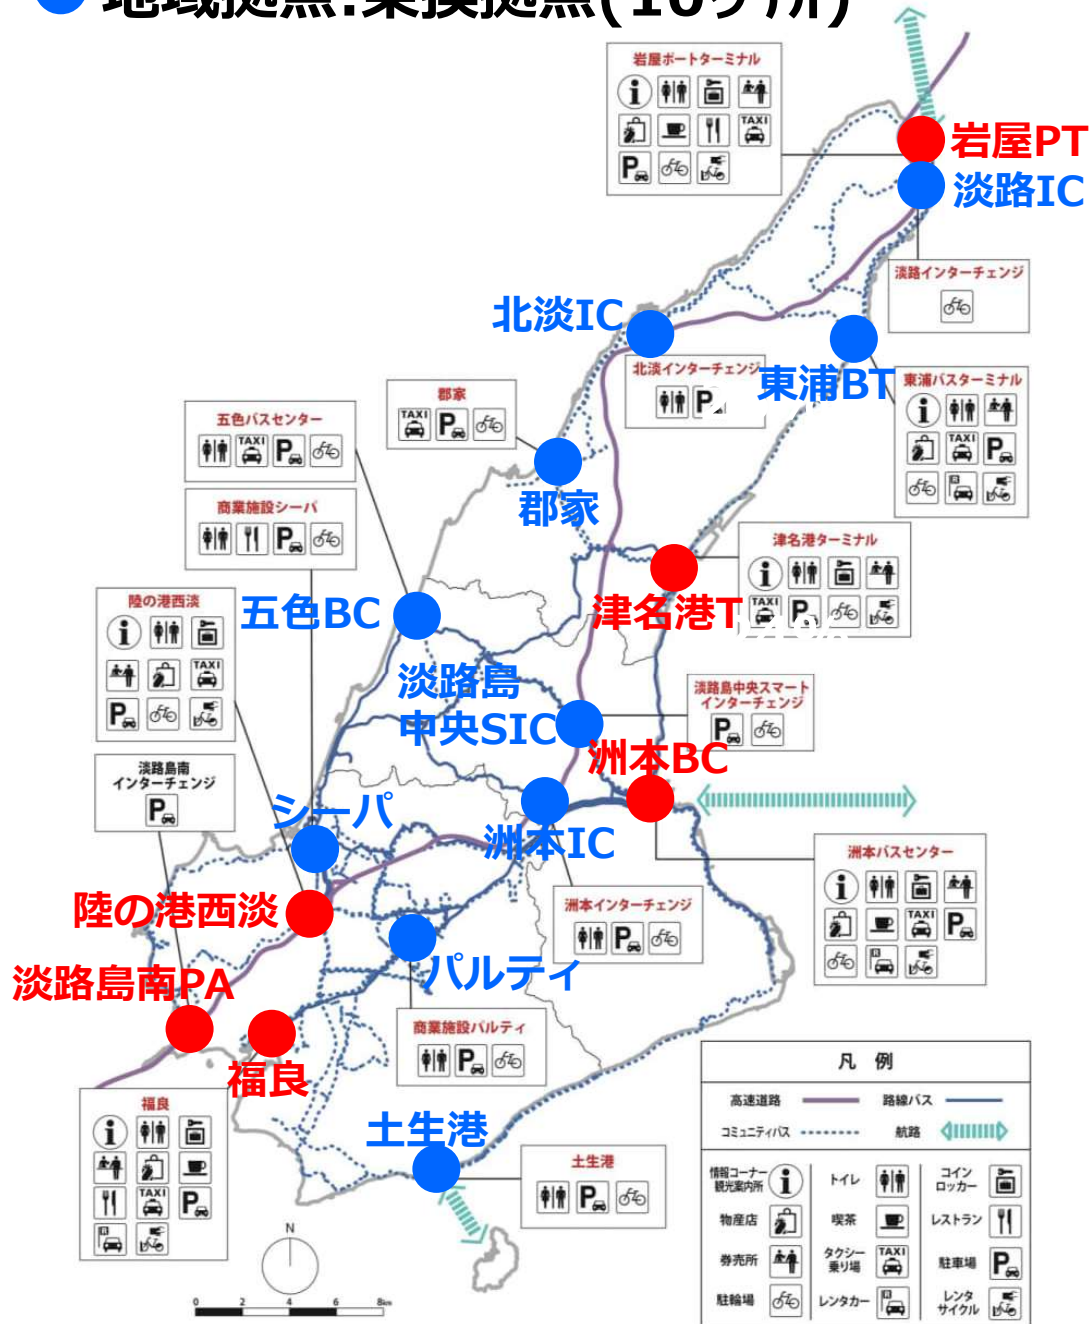 地域拠点:乗換拠点(10ヶ所)
岩屋ポートターミナル
i
TAXI
P
岩屋PT
淡路IC
淡路インターチェンジ
北淡IC
北淡インターチェンジ
P
東浦BT
東浦バスターミナル
i
TAXI P
郡家
TAXI P
郡家
五色バスセンター
TAXI P
商業施設シーパ
P
津名港ターミナル
i
TAXI P
津名港T
陸の港西淡
i
TAXI
P
五色BC
淡路島
中央SIC
淡路島中央スマート
インターチェンジ
P
洲本BC
淡路島南
インターチェンジ
P
シーパ
洲本IC
洲本バスセンター
i
TAXI P
洲本インターチェンジ
P
陸の港西淡
パルティ
淡路島南PA
商業施設パルティ
P
福良
福良
i
TAXI P
土生港
土生港
P
N
0 2 4 6 8km
凡 例
高速道路 路線バス
コミュニティバス 航路
情報コーナー
観光案内所 i トイレ コイン
ロッカー
物産店 喫茶 レストラン
券売所 タクシー
乗り場 TAXI 駐車場 P
駐輪場 レンタカー レンタ
サイクル